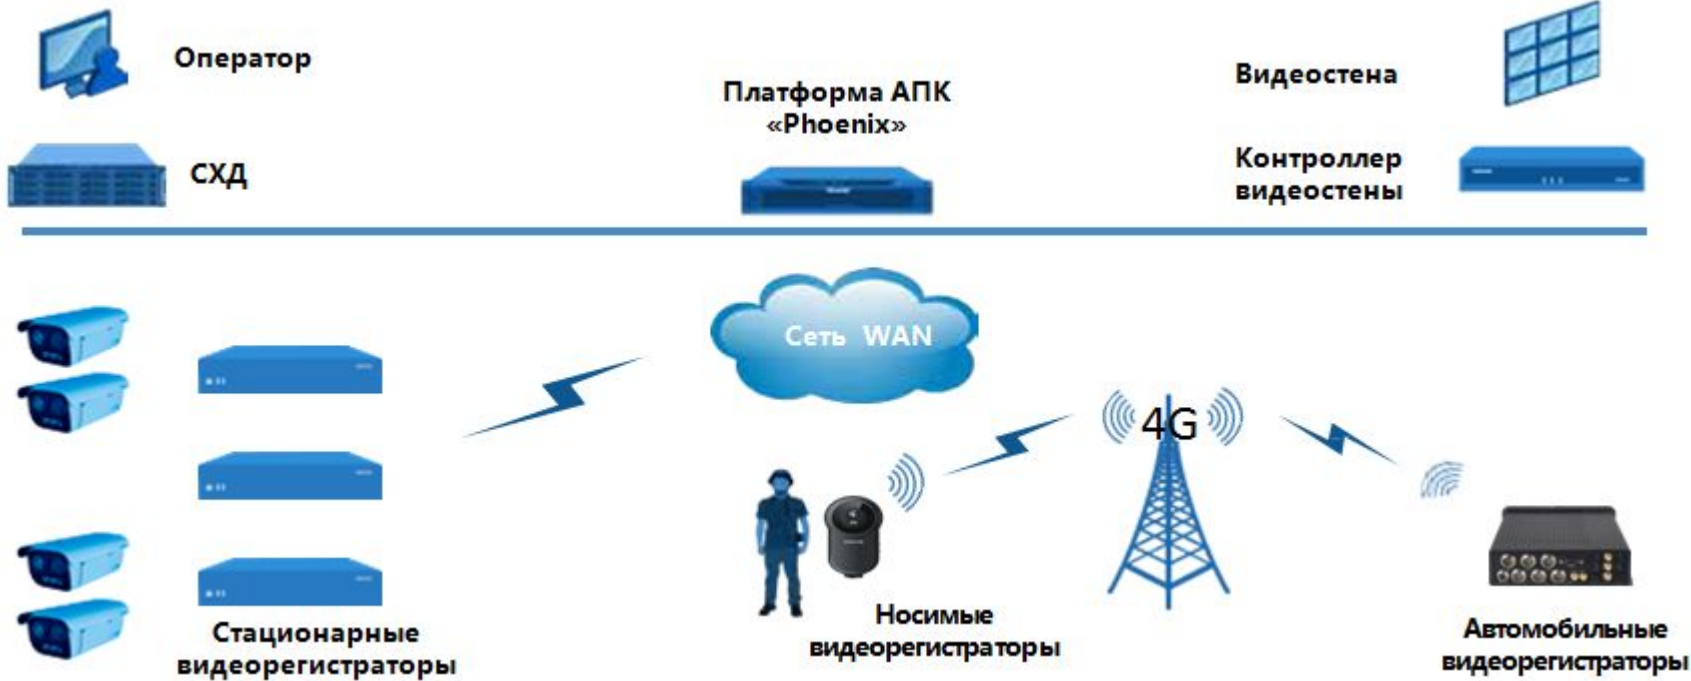 Оператор
СХД
Платформа АПК
«Phoenix»
Видеостена
Контроллер
видеостены
Сеть WAN
4G
Стационарные
видеорегистраторы
Носимые
видеорегистраторы
Автомобильные
видеорегистраторы